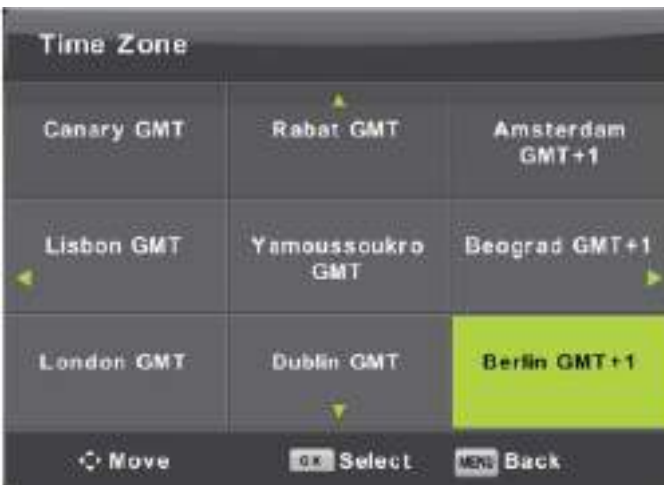 Time Zone
Canary GMT
Rabat GMT
Amsterdam
GMT+1
Lisbon GMT
Yamoussoukro
GMT
Beograd GMT+1
London GMT
Dublin GMT
Berlin GMT+1
Move
OK Select
MENU Back